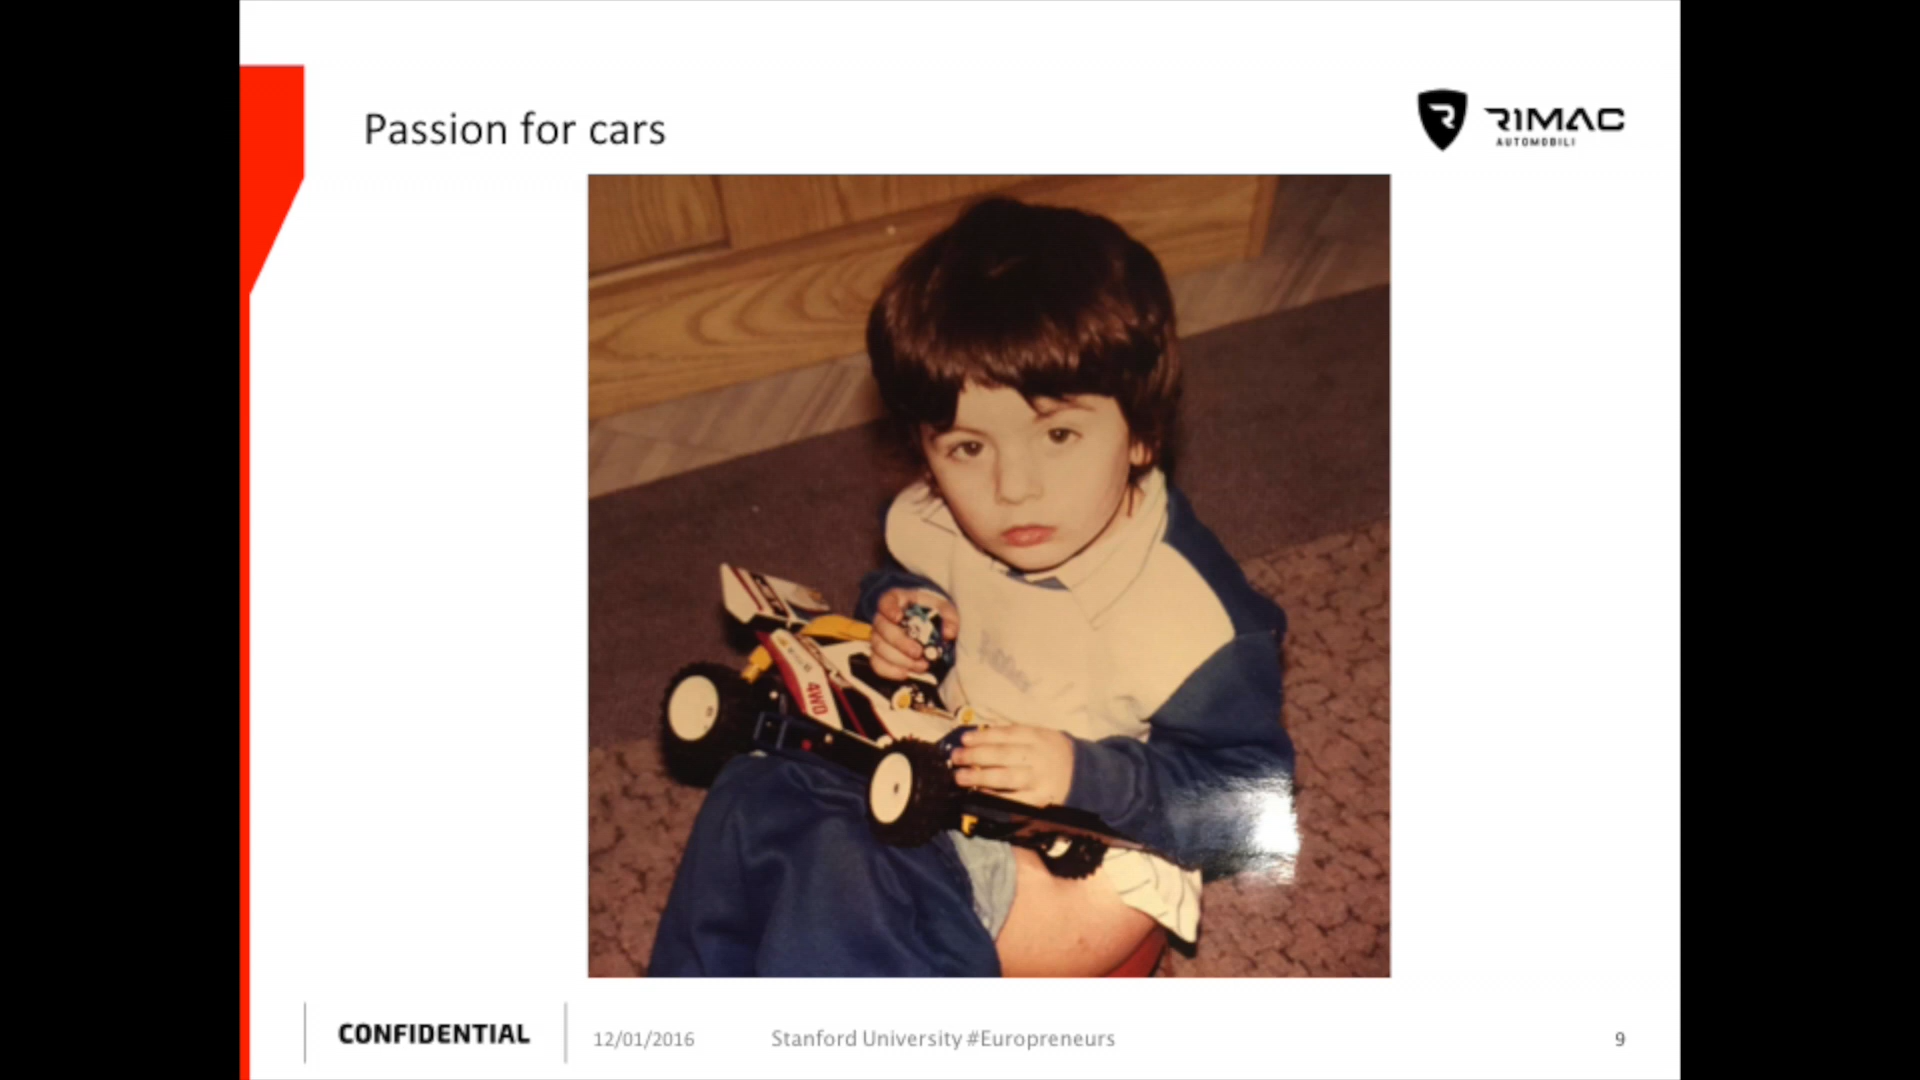 Passion for cars
RIMAC
AUTOMOBILI
4WD
CONFIDENTIAL
12/01/2016
Stanford University #Europreneurs
9